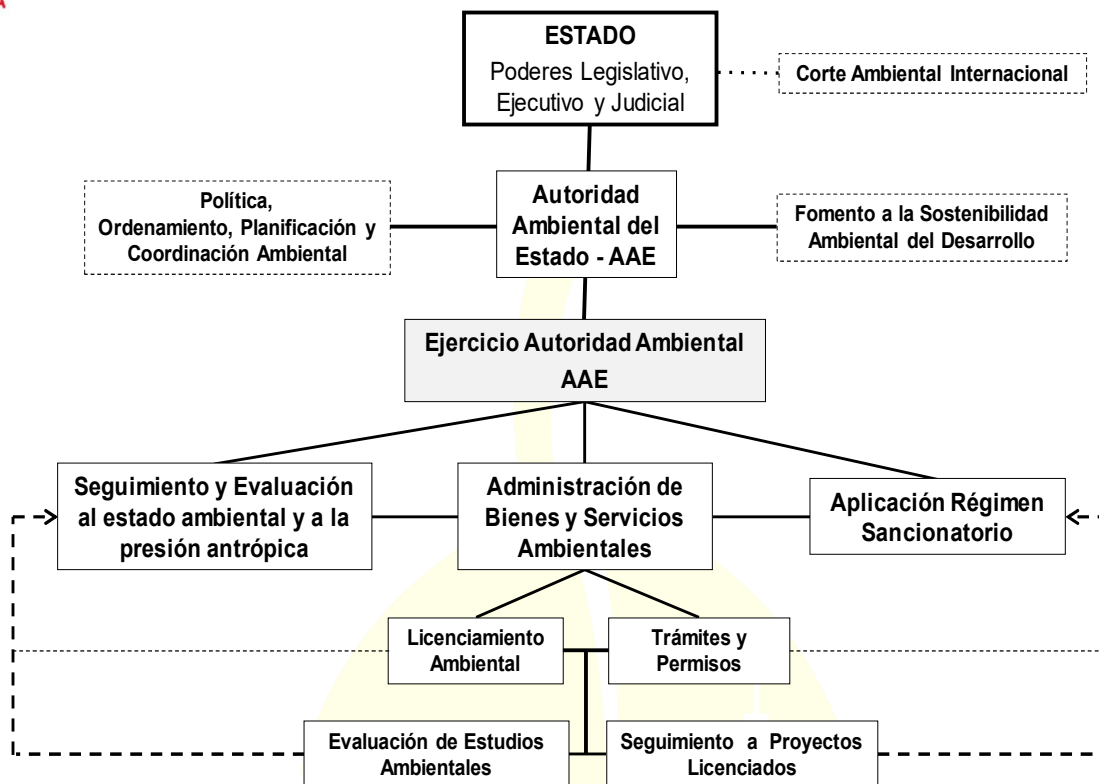 ESTADO
Poderes Legislativo,
Ejecutivo y Judicial
Corte Ambiental Internacional
Política,
Ordenamiento, Planificación y
Coordinación Ambiental
Autoridad
Ambiental del
Estado - AAE
Fomento a la Sostenibilidad
Ambiental del Desarrollo
Ejercicio Autoridad Ambiental
AAE
Seguimiento y Evaluación
al estado ambiental y a la
presión antrópica
Administración de
Bienes y Servicios
Ambientales
Aplicación Régimen
Sancionatorio
Licenciamiento
Ambiental
Trámites y
Permisos
Evaluación de Estudios
Ambientales
Seguimiento a Proyectos
Licenciados